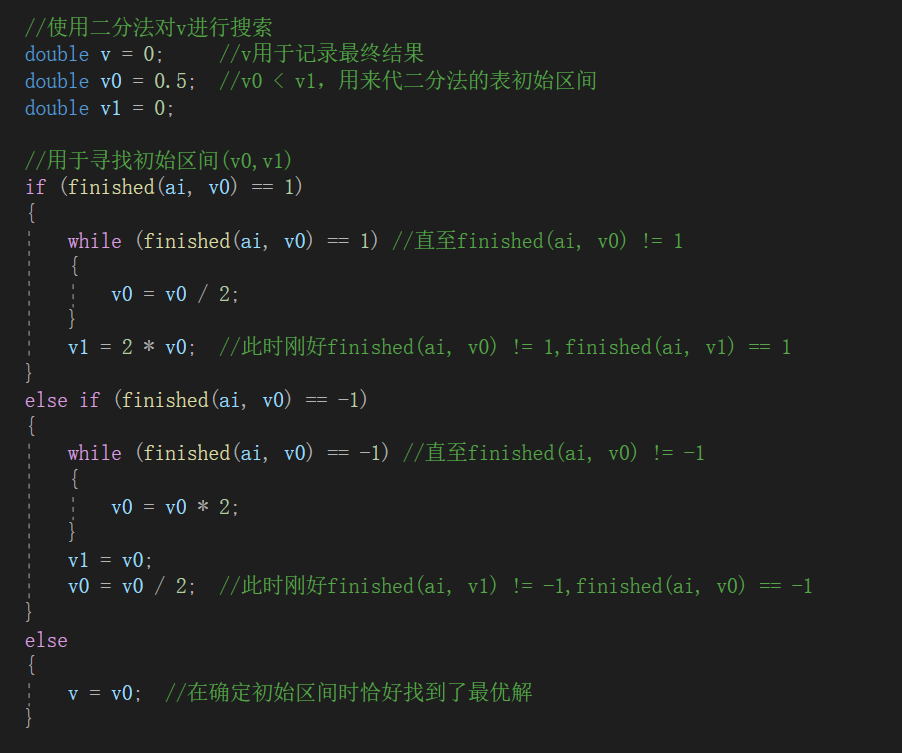 //使用二分法对v进行搜索
double v = 0;     //v用于记录最终结果
double v0 = 0.5;  //v0 < v1，用来代二分法的表初始区间
double v1 = 0;

//用于寻找初始区间(v0,v1)
if (finished(ai, v0) == 1)
{
    while (finished(ai, v0) == 1) //直至finished(ai, v0) != 1
    {
        v0 = v0 / 2;
    }
    v1 = 2 * v0;  //此时刚好finished(ai, v0) != 1,finished(ai, v1) == 1
}
else if (finished(ai, v0) == -1)
{
    while (finished(ai, v0) == -1) //直至finished(ai, v0) != -1
    {
        v0 = v0 * 2;
    }
    v1 = v0;
    v0 = v0 / 2;  //此时刚好finished(ai, v1) != -1,finished(ai, v0) == -1
}
else
{
    v = v0;  //在确定初始区间时恰好找到了最优解
}